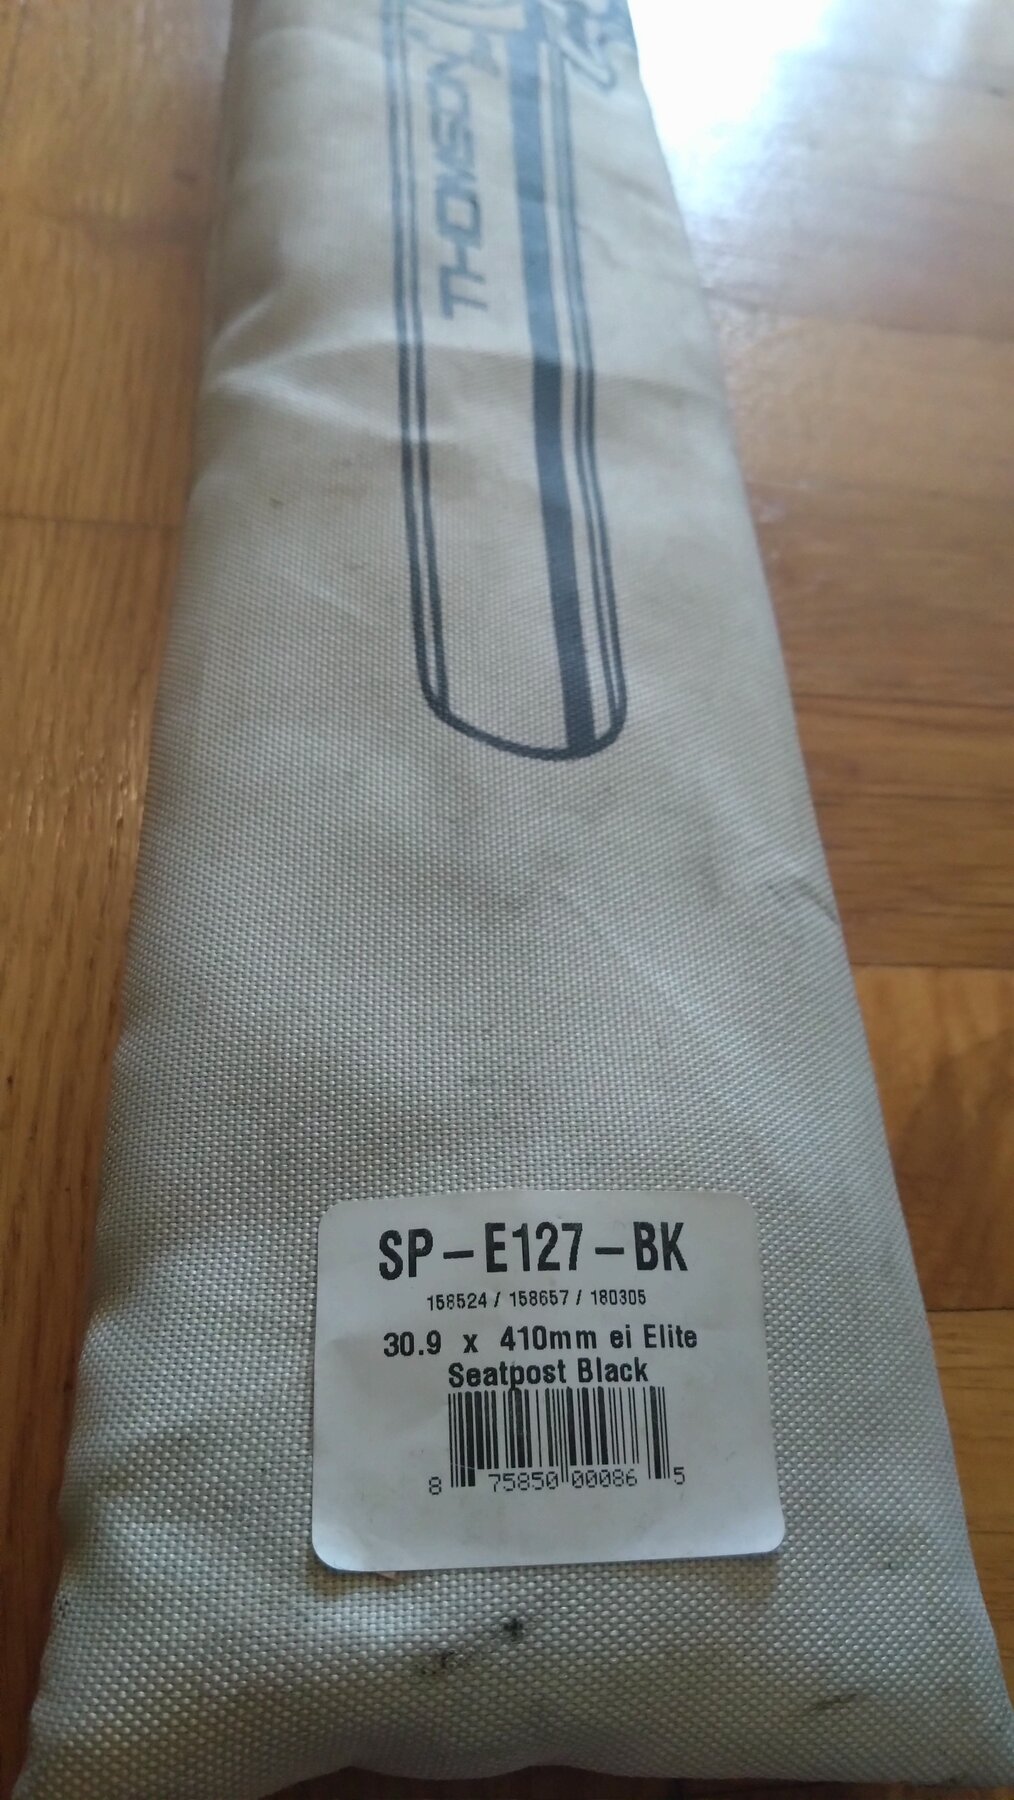 THOMSON
SP-E127-BK
158524 / 158657 / 180305
30.9 x 410mm ei Elite
Seatpost Black
8 75850 00086 5